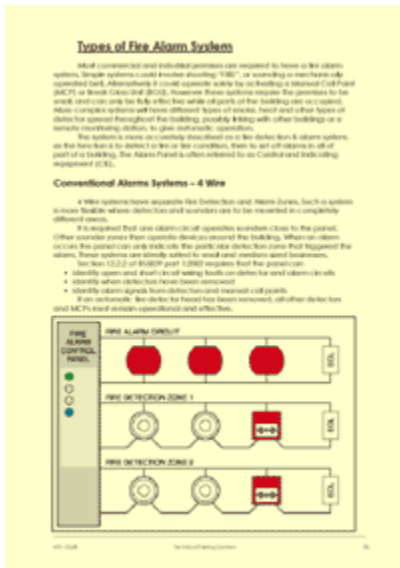 Types of Fire Alarm System
Most commercial and industrial premises are required to have a fire alarm
system. Simple systems could involve shouting "FIRE", or sounding a mechanically
operated bell. Alternatively it could operate solely by activating a Manual Call Point
(MCP) or Break Glass Unit (BGU). However these systems require the premises to be
small, and can only be fully effective while all parts of the building are occupied.
More complex systems will have different types of smoke, heat and other types of
detector spread throughout the building, possibly linking with other buildings or a
remote monitoring station, to give automatic operation.
The system is more accurately described as a fire detection & alarm system,
as the function is to detect a fire or fire condition, then to set off alarms in all or
part of a building. The Alarm Panel is often referred to as Control and Indicating
equipment (CIE).
Conventional Alarms Systems – 4 Wire
4 Wire systems have separate Fire Detection and Alarm Zones. Such a system
is more flexible where detectors and sounders are to be mounted in completely
different areas.
It is required that one alarm circuit operates sounders close to the panel.
Other sounder zones then operate devices around the building. When an alarm
occurs the panel can only indicate the particular detection zone that triggered the
alarm. These systems are ideally suited to small and medium sized businesses.
Section 12.2.2 of BS5839 part 1:2002 requires that the panel can
• identify open and short circuit wiring faults on detector and alarm circuits
• identify when detectors have been removed
• identify alarm signals from detectors and manual call points
If an automatic fire detector head has been removed, all other detectors
and MCPs must remain operational and effective.
FIRE ALARM CONTROL PANEL
FIRE ALARM CIRCUIT
EOL
FIRE DETECTION ZONE 1
EOL
FIRE DETECTION ZONE 2
EOL